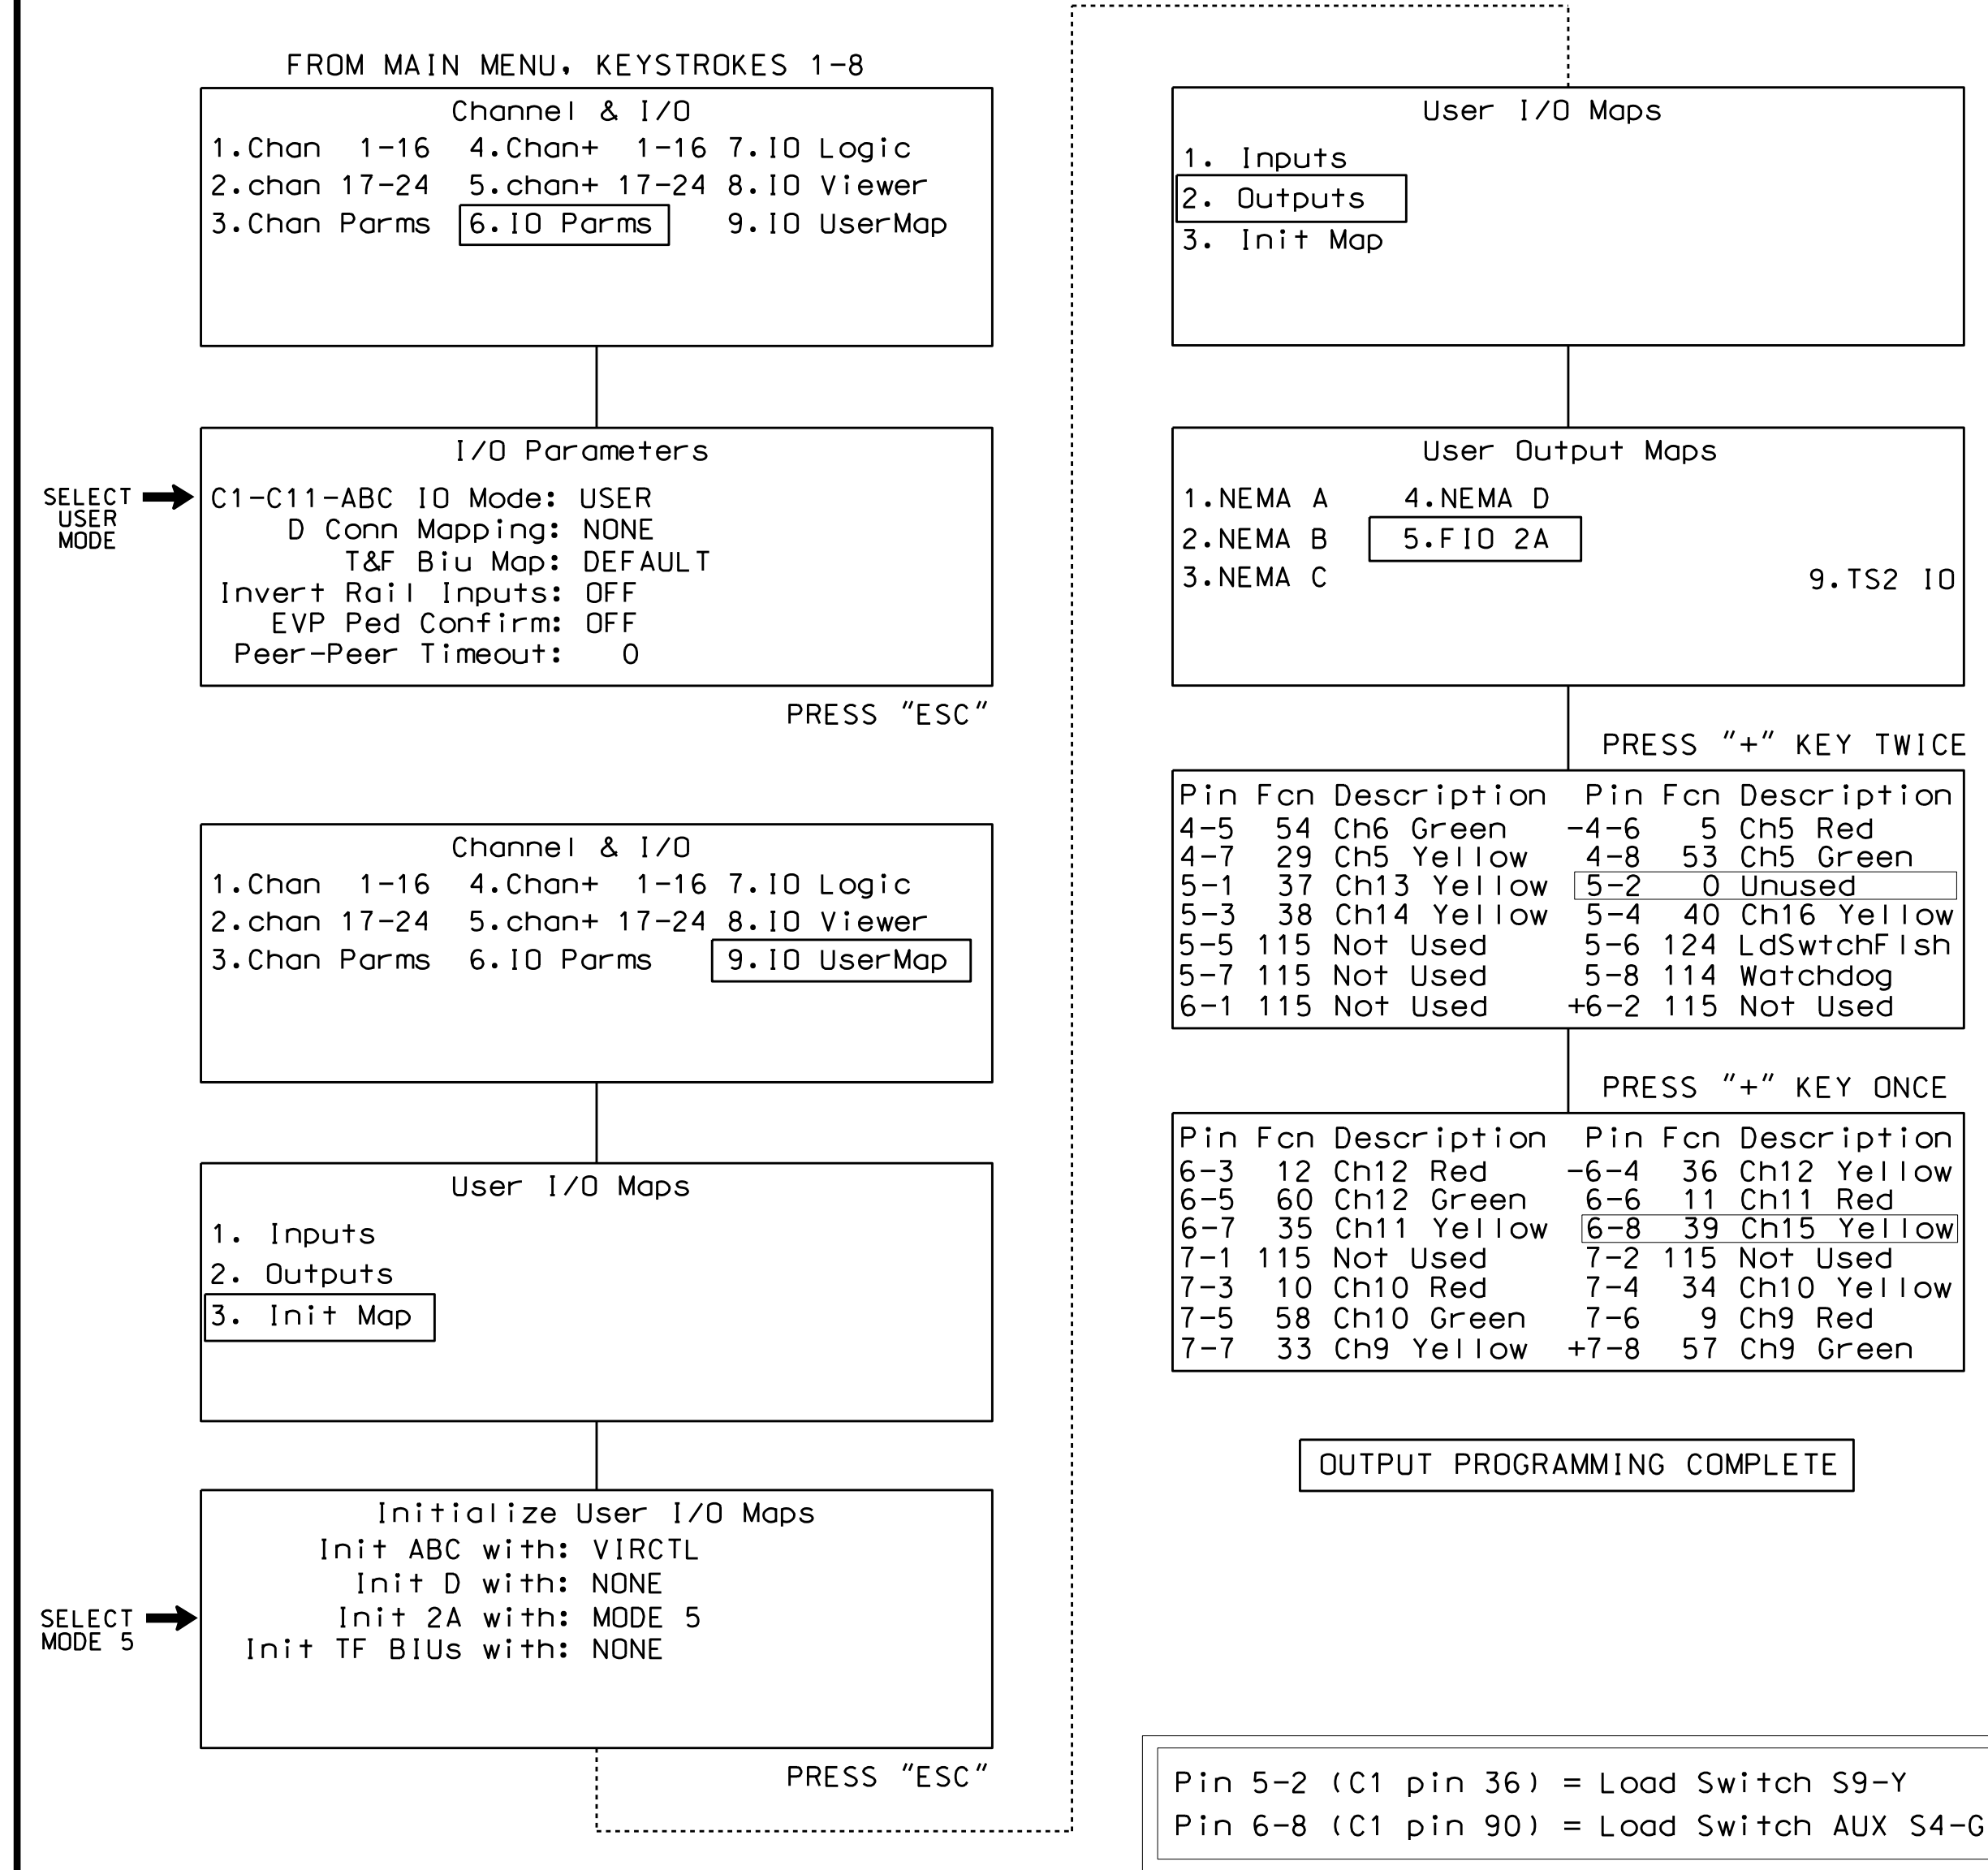 FROM MAIN MENU, KEYSTROKES 1-8
Channel & I/O
1.Chan 1-16 4.Chan+ 1-16 7.IO Logic
2.chan 17-24 5.chan+ 17-24 8.IO Viewer
3.Chan Parms 6.IO Parms 9.IO UserMap
SELECT
USER
MODE
I/O Parameters
C1-C11-ABC IO Mode: USER
D Conn Mapping: NONE
T&F Biu Map: DEFAULT
Invert Rail Inputs: OFF
EVP Ped Confirm: OFF
Peer-Peer Timeout: 0
PRESS "ESC"
Channel & I/O
1.Chan 1-16 4.Chan+ 1-16 7.IO Logic
2.chan 17-24 5.chan+ 17-24 8.IO Viewer
3.Chan Parms 6.IO Parms 9.IO UserMap
User I/O Maps
1. Inputs
2. Outputs
3. Init Map
SELECT
MODE 5
Initialize User I/O Maps
Init ABC with: VIRCTL
Init D with: NONE
Init 2A with: MODE 5
Init TF BIUs with: NONE
PRESS "ESC"
User I/O Maps
1. Inputs
2. Outputs
3. Init Map
User Output Maps
1.NEMA A 4.NEMA D
2.NEMA B 5.FIO 2A
3.NEMA C 9.TS2 IO
PRESS "+" KEY TWICE
Pin Fcn Description Pin Fcn Description
4-5 54 Ch6 Green -4-6 5 Ch5 Red
4-7 29 Ch5 Yellow 4-8 53 Ch5 Green
5-1 37 Ch13 Yellow 5-2 0 Unused
5-3 38 Ch14 Yellow 5-4 40 Ch16 Yellow
5-5 115 Not Used 5-6 124 LdSwtchFlsh
5-7 115 Not Used 5-8 114 Watchdog
6-1 115 Not Used +6-2 115 Not Used
PRESS "+" KEY ONCE
Pin Fcn Description Pin Fcn Description
6-3 12 Ch12 Red -6-4 36 Ch12 Yellow
6-5 60 Ch12 Green 6-6 11 Ch11 Red
6-7 35 Ch11 Yellow 6-8 39 Ch15 Yellow
7-1 115 Not Used 7-2 115 Not Used
7-3 10 Ch10 Red 7-4 34 Ch10 Yellow
7-5 58 Ch10 Green 7-6 9 Ch9 Red
7-7 33 Ch9 Yellow +7-8 57 Ch9 Green
OUTPUT PROGRAMMING COMPLETE
Pin 5-2 (C1 pin 36) = Load Switch S9-Y
Pin 6-8 (C1 pin 90) = Load Switch AUX S4-G